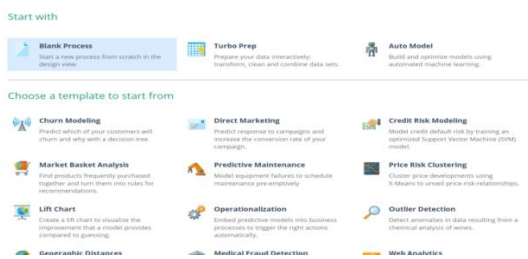 Start with
Blank Process
Start a new process from scratch in the
design view.
Turbo Prep
Prepare your data interactively:
transform, clean and combine data sets.
Auto Model
Build and optimize models using
automated machine learning.
Choose a template to start from
Churn Modeling
Predict which of your customers will
churn and why with a decision tree.
Direct Marketing
Predict response to campaigns and
increase the conversion rate of your
campaign.
Credit Risk Modeling
Model credit default risk by training an
optimized Support Vector Machine (SVM)
model.
Market Basket Analysis
Find products frequently purchased
together and turn them into rules for
recommendations.
Predictive Maintenance
Model equipment failures to schedule
maintenance pre-emptively
Price Risk Clustering
Cluster price developments using
X-Means to unveil price-risk-relationships.
Lift Chart
Create a lift chart to visualize the
improvement that a model provides
compared to guessing.
Operationalization
Embed predictive models into business
processes to trigger the right actions
automatically.
Outlier Detection
Detect anomalies in data resulting from a
chemical analysis of wines.
Geographic Distances
Medical Fraud Detection
Web Analytics